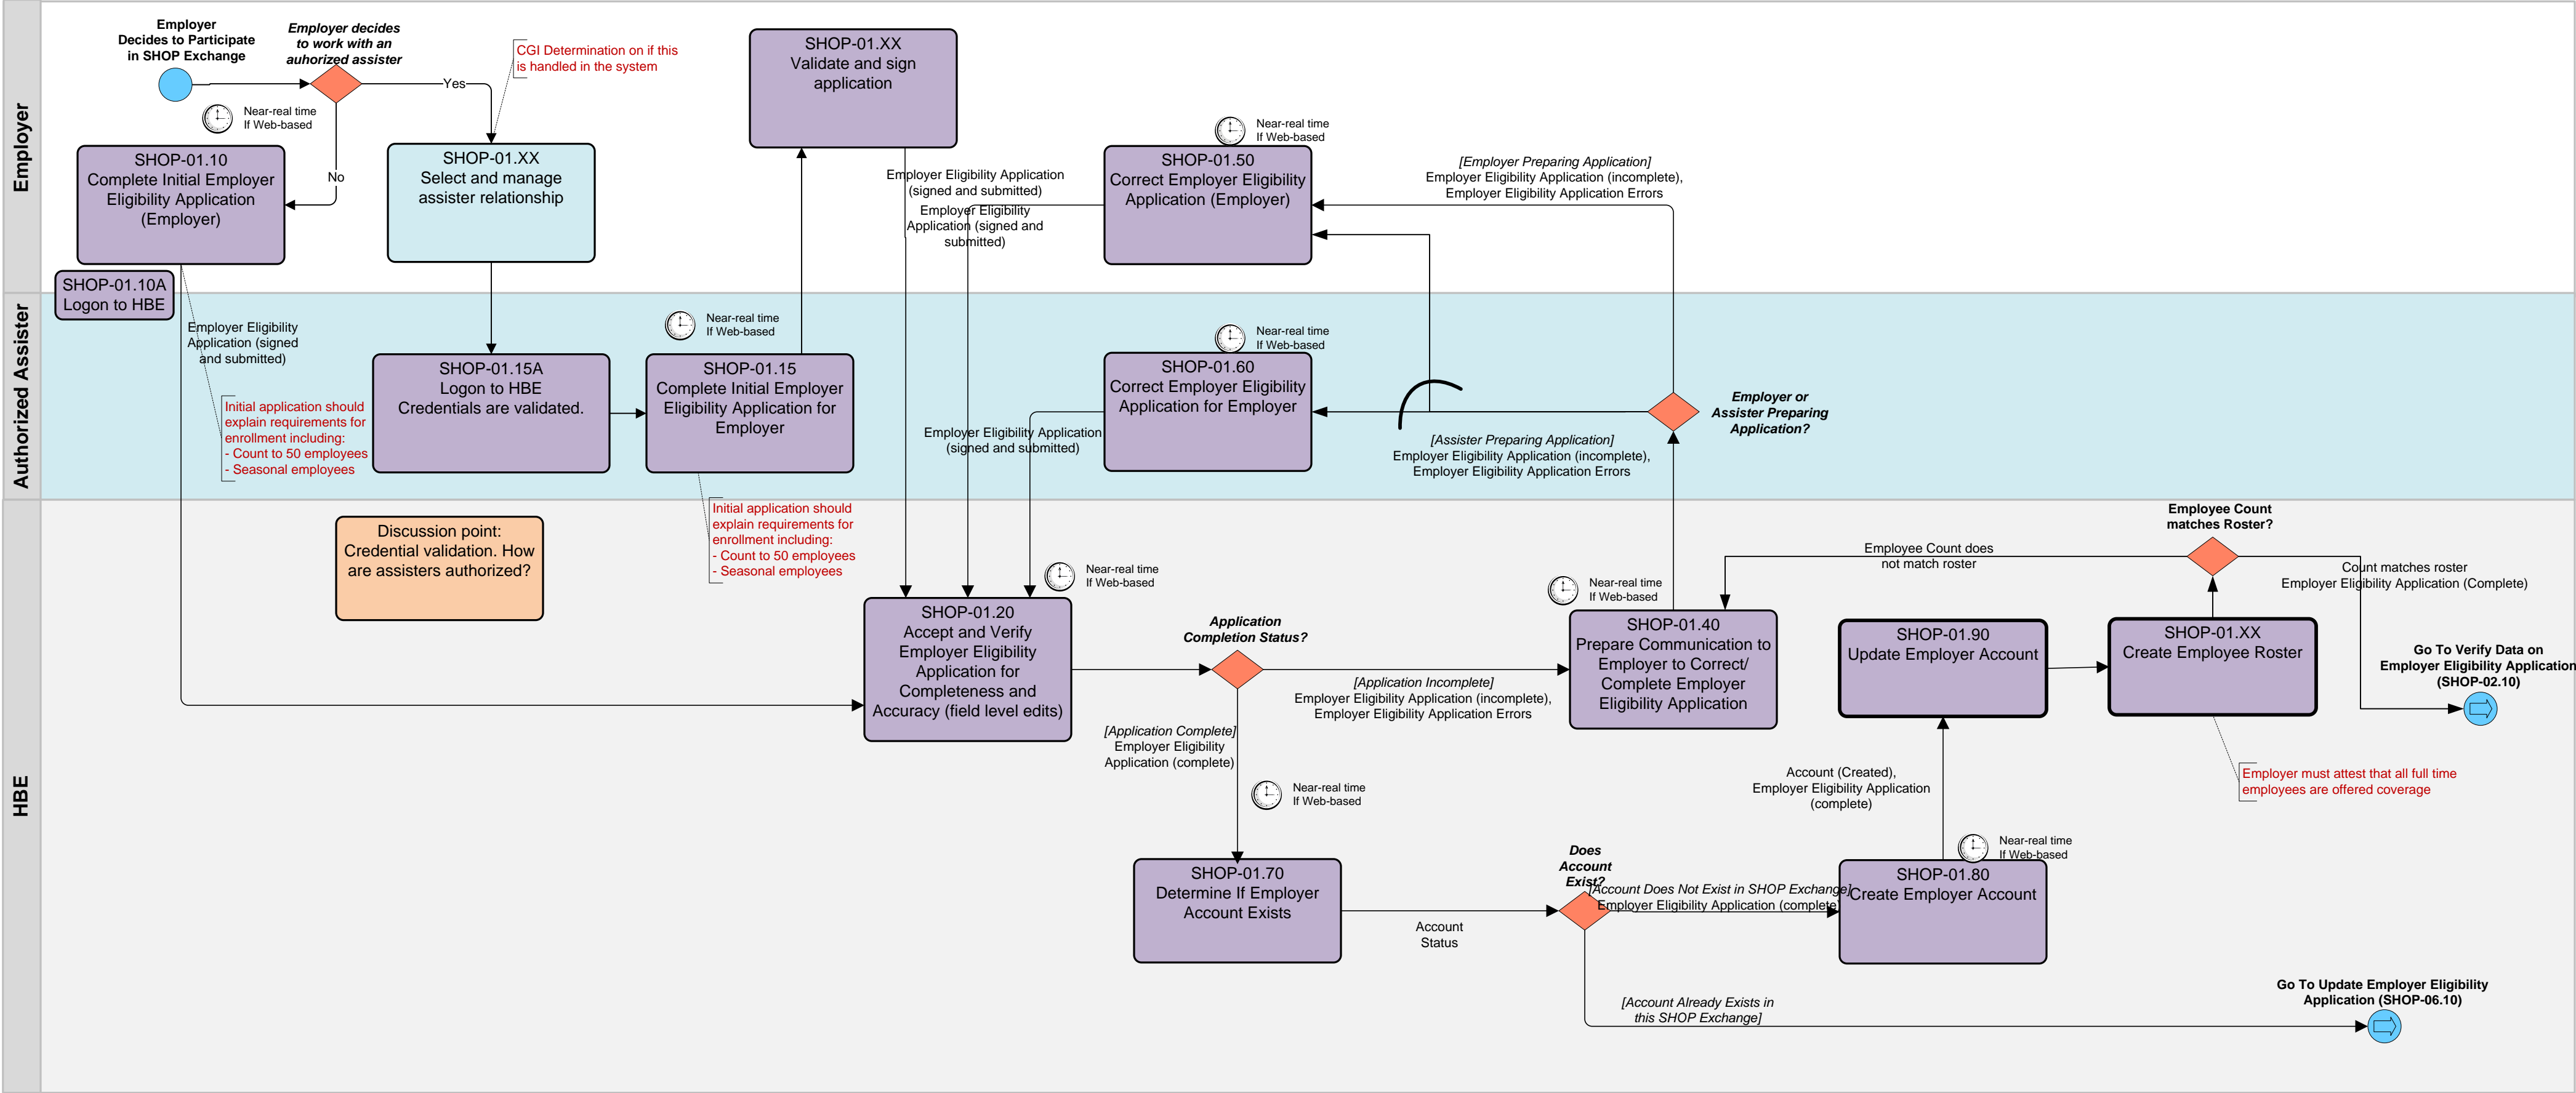 Employer
Employer
Decides to Participate
in SHOP Exchange
Employer decides
to work with an
auhorized assister
Yes
No
Near-real time
If Web-based
CGI Determination on if this
is handled in the system
SHOP-01.10
Complete Initial Employer
Eligibility Application
(Employer)
SHOP-01.XX
Select and manage
assister relationship
SHOP-01.XX
Validate and sign
application
Employer Eligibility Application
(signed and submitted)
Employer Eligibility
Application (signed and
submitted)
Near-real time
If Web-based
SHOP-01.50
Correct Employer Eligibility
Application (Employer)
[Employer Preparing Application]
Employer Eligibility Application (incomplete),
Employer Eligibility Application Errors
SHOP-01.10A
Logon to HBE
Authorized Assister
Employer Eligibility
Application (signed
and submitted)
Initial application should
explain requirements for
enrollment including:
- Count to 50 employees
- Seasonal employees
SHOP-01.15A
Logon to HBE
Credentials are validated.
Near-real time
If Web-based
SHOP-01.15
Complete Initial Employer
Eligibility Application for
Employer
Near-real time
If Web-based
SHOP-01.60
Correct Employer Eligibility
Application for Employer
Employer Eligibility Application
(signed and submitted)
[Assister Preparing Application]
Employer Eligibility Application (incomplete),
Employer Eligibility Application Errors
Employer or
Assister Preparing
Application?
HBE
Discussion point:
Credential validation. How
are assisters authorized?
Initial application should
explain requirements for
enrollment including:
- Count to 50 employees
- Seasonal employees
Near-real time
If Web-based
SHOP-01.20
Accept and Verify
Employer Eligibility
Application for
Completeness and
Accuracy (field level edits)
Application
Completion Status?
[Application Incomplete]
Employer Eligibility Application (incomplete),
Employer Eligibility Application Errors
[Application Complete]
Employer Eligibility
Application (complete)
Near-real time
If Web-based
Near-real time
If Web-based
SHOP-01.40
Prepare Communication to
Employer to Correct/
Complete Employer
Eligibility Application
Employee Count does
not match roster
Employee Count
matches Roster?
Count matches roster
Employer Eligibility Application (Complete)
SHOP-01.90
Update Employer Account
SHOP-01.XX
Create Employee Roster
Go To Verify Data on
Employer Eligibility Application
(SHOP-02.10)
Employer must attest that all full time
employees are offered coverage
Account (Created),
Employer Eligibility Application
(complete)
SHOP-01.70
Determine If Employer
Account Exists
Account
Status
Does
Account
Exist?
[Account Does Not Exist in SHOP Exchange]
Employer Eligibility Application (complete)
Near-real time
If Web-based
SHOP-01.80
Create Employer Account
[Account Already Exists in
this SHOP Exchange]
Go To Update Employer Eligibility
Application (SHOP-06.10)